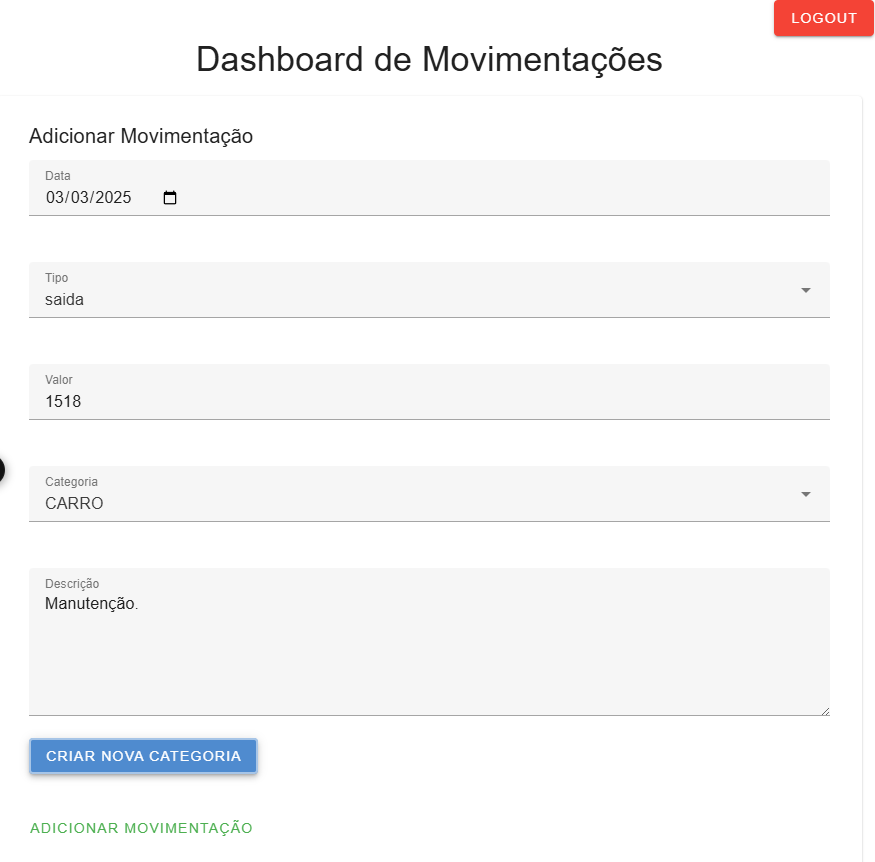 LOGOUT
Dashboard de Movimentações
Adicionar Movimentação
Data
03/03/2025
Tipo
saida
Valor
1518
Categoria
CARRO
Descrição
Manutenção.
CRIAR NOVA CATEGORIA
ADICIONAR MOVIMENTAÇÃO